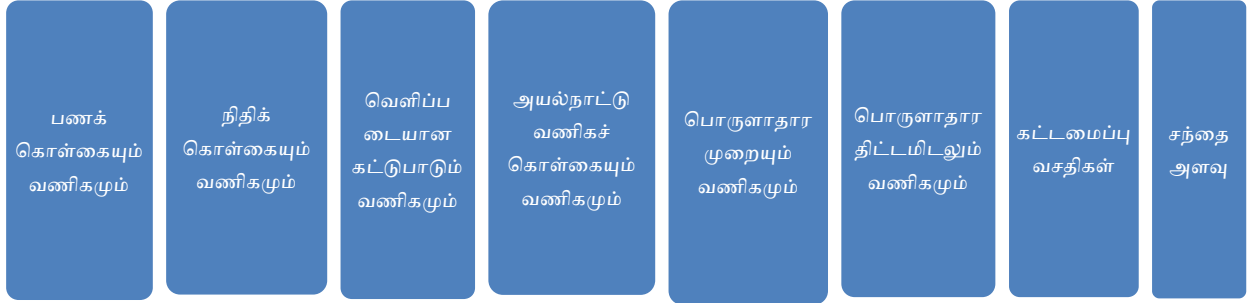 பணக்
கொள்கையும்
வணிகமும்
நிதிக்
கொள்கையும்
வணிகமும்
வெளிப்ப
டையான
கட்டுபாடும்
வணிகமும்
அயல்நாட்டு
வணிகச்
கொள்கையும்
வணிகமும்
பொருளாதார
முறையும்
வணிகமும்
பொருளாதார
திட்டமிடலும்
வணிகமும்
கட்டமைப்பு
வசதிகள்
சந்தை
அளவு